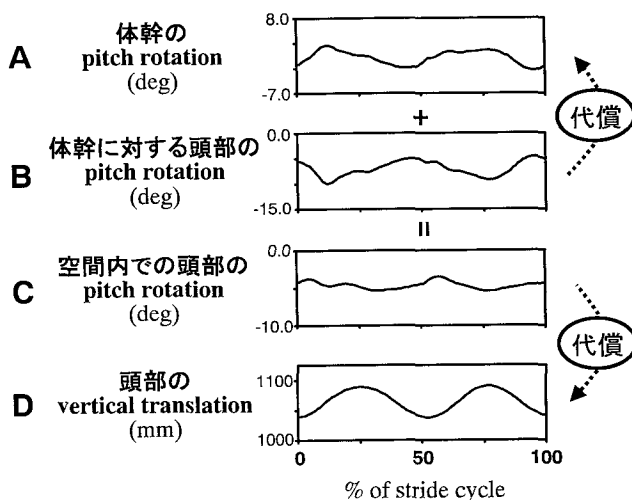 A
体幹の
pitch rotation
(deg)
8.0
-7.0
+
代償
B
体幹に対する頭部の
pitch rotation
(deg)
0.0
-15.0
=
C
空間内での頭部の
pitch rotation
(deg)
0.0
-10.0
代償
D
頭部の
vertical translation
(mm)
1100
1000
0 50 100
% of stride cycle